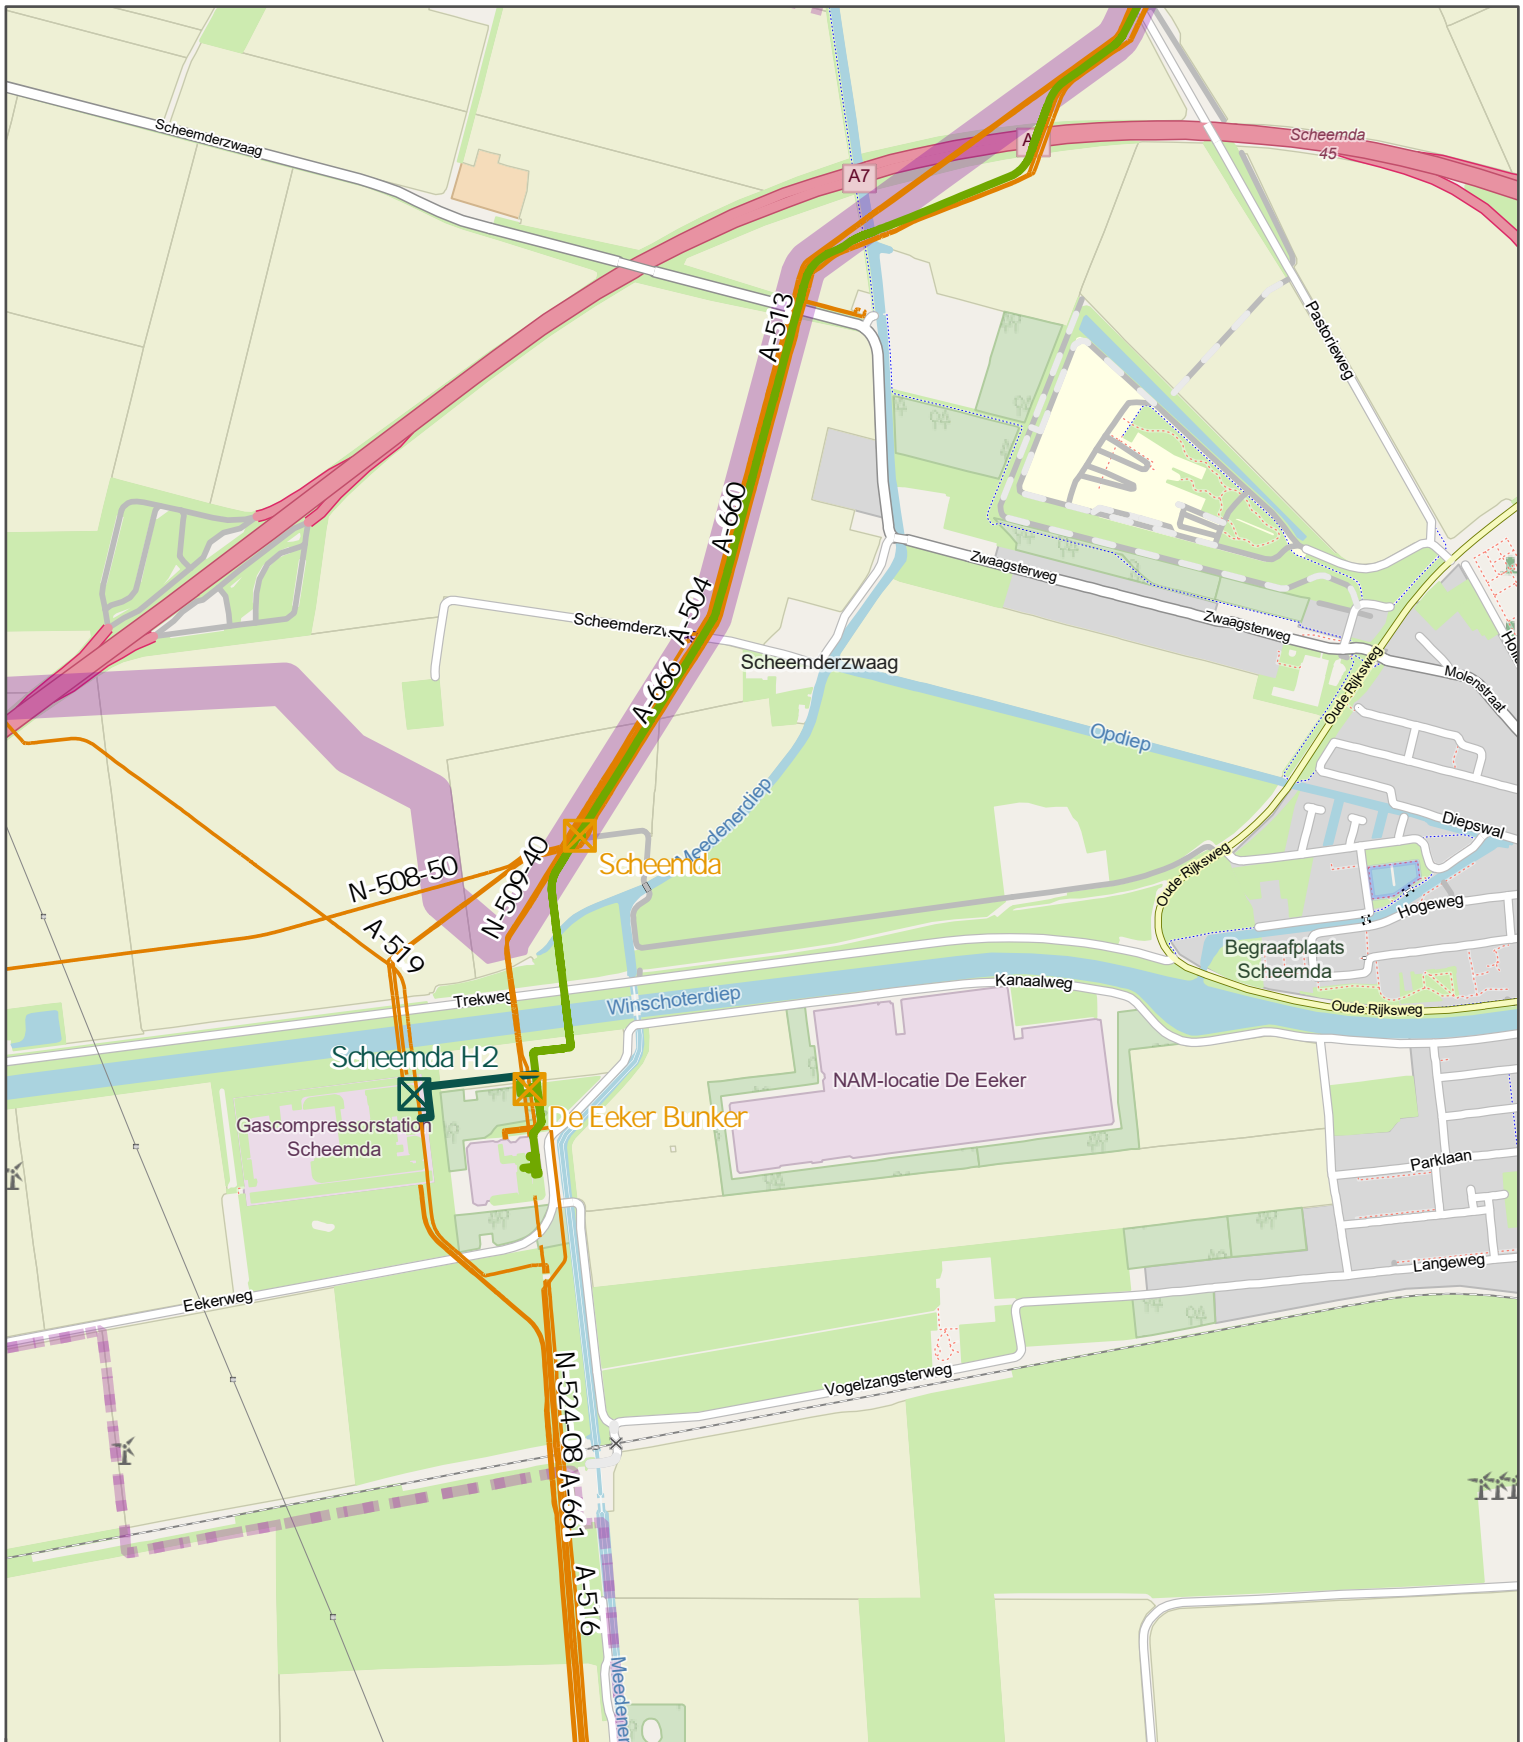 Scheemderzwaag
A7
Scheemda
45
Pastorieweg
A-513
A-660
Zwaagsterweg
A-504
Scheemderzw
Zwaagsterweg
Scheemderzwaag
A-666
Molenstraat
Oude Rijksweg
Opdiep
Meedenerdiep
Scheemda
Diepswal
N-508-50
N-509-40
Oude Rijksweg
Hogeweg
A-519
Begraafplaats
Scheemda
Trekweg
Winschoterdiep
Kanaalweg
Oude Rijksweg
Scheemda H2
NAM-locatie De Eeker
De Eeker Bunker
Gascompressorstation
Scheemda
Parklaan
Langeweg
Eekerweg
Vogelzangsterweg
N-524-08
A-661
A-516
Meedener